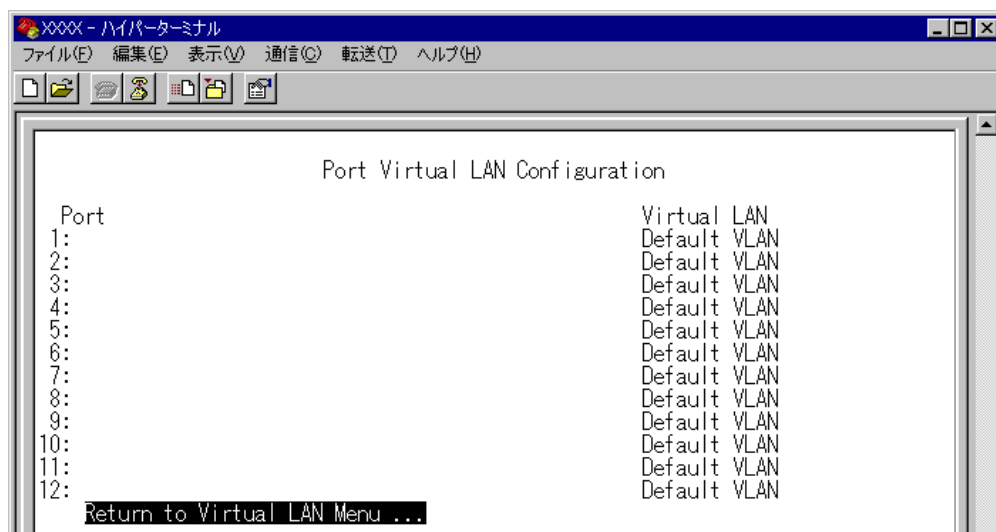 XXXX - ハイパーターミナル
ファイル(F) 編集(E) 表示(V) 通信(C) 転送(T) ヘルプ(H)
Port Virtual LAN Configuration
Port Virtual LAN
1: Default VLAN
2: Default VLAN
3: Default VLAN
4: Default VLAN
5: Default VLAN
6: Default VLAN
7: Default VLAN
8: Default VLAN
9: Default VLAN
10: Default VLAN
11: Default VLAN
12: Default VLAN
Return to Virtual LAN Menu ...